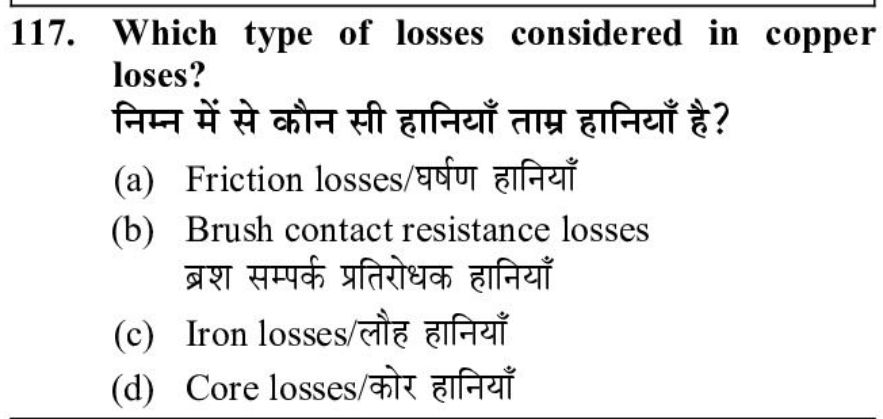 117. Which type of losses considered in copper
loses?
निम्न में से कौन सी हानियाँ ताम्र हानियाँ है?
(a) Friction losses/घर्षण हानियाँ
(b) Brush contact resistance losses
ब्रश सम्पर्क प्रतिरोधक हानियाँ
(c) Iron losses/लौह हानियाँ
(d) Core losses/कोर हानियाँ